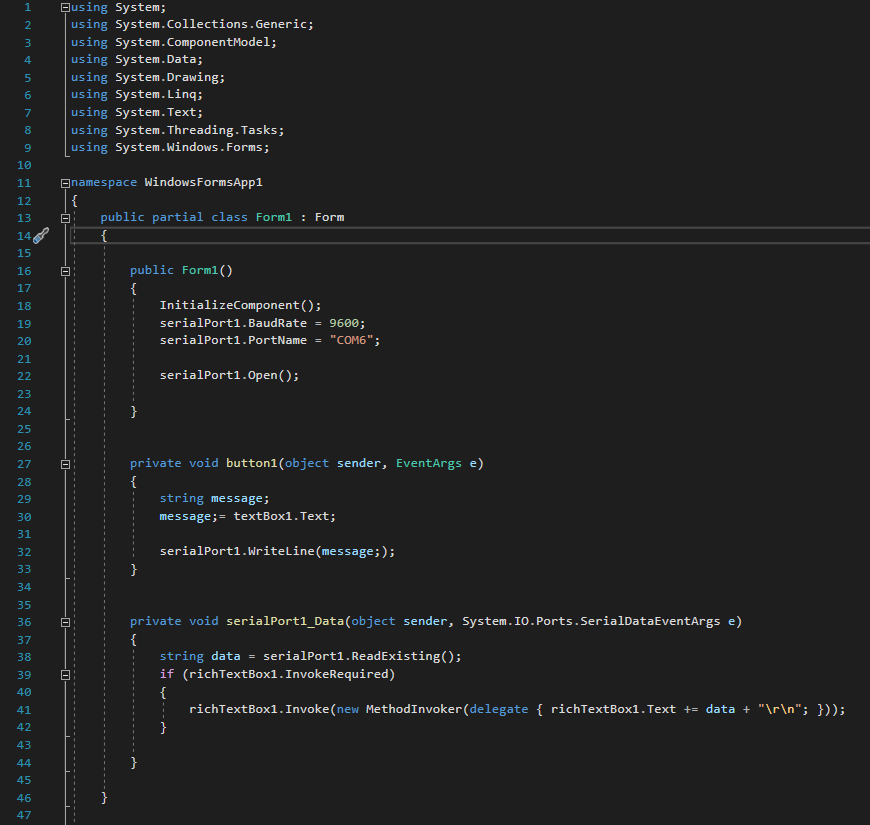 1 using System;
2 using System.Collections.Generic;
3 using System.ComponentModel;
4 using System.Data;
5 using System.Drawing;
6 using System.Linq;
7 using System.Text;
8 using System.Threading.Tasks;
9 using System.Windows.Forms;
10
11 namespace WindowsFormsApp1
12 {
13     public partial class Form1 : Form
14     {
15
16         public Form1()
17         {
18             InitializeComponent();
19             serialPort1.BaudRate = 9600;
20             serialPort1.PortName = "COM6";
21
22             serialPort1.Open();
23
24         }
25
26
27         private void button1(object sender, EventArgs e)
28         {
29             string message;
30             message;= textBox1.Text;
31
32             serialPort1.WriteLine(message;);
33         }
34
35
36         private void serialPort1_Data(object sender, System.IO.Ports.SerialDataEventArgs e)
37         {
38             string data = serialPort1.ReadExisting();
39             if (richTextBox1.InvokeRequired)
40             {
41                 richTextBox1.Invoke(new MethodInvoker(delegate { richTextBox1.Text += data + "\r\n"; }));
42             }
43
44         }
45
46     }
47